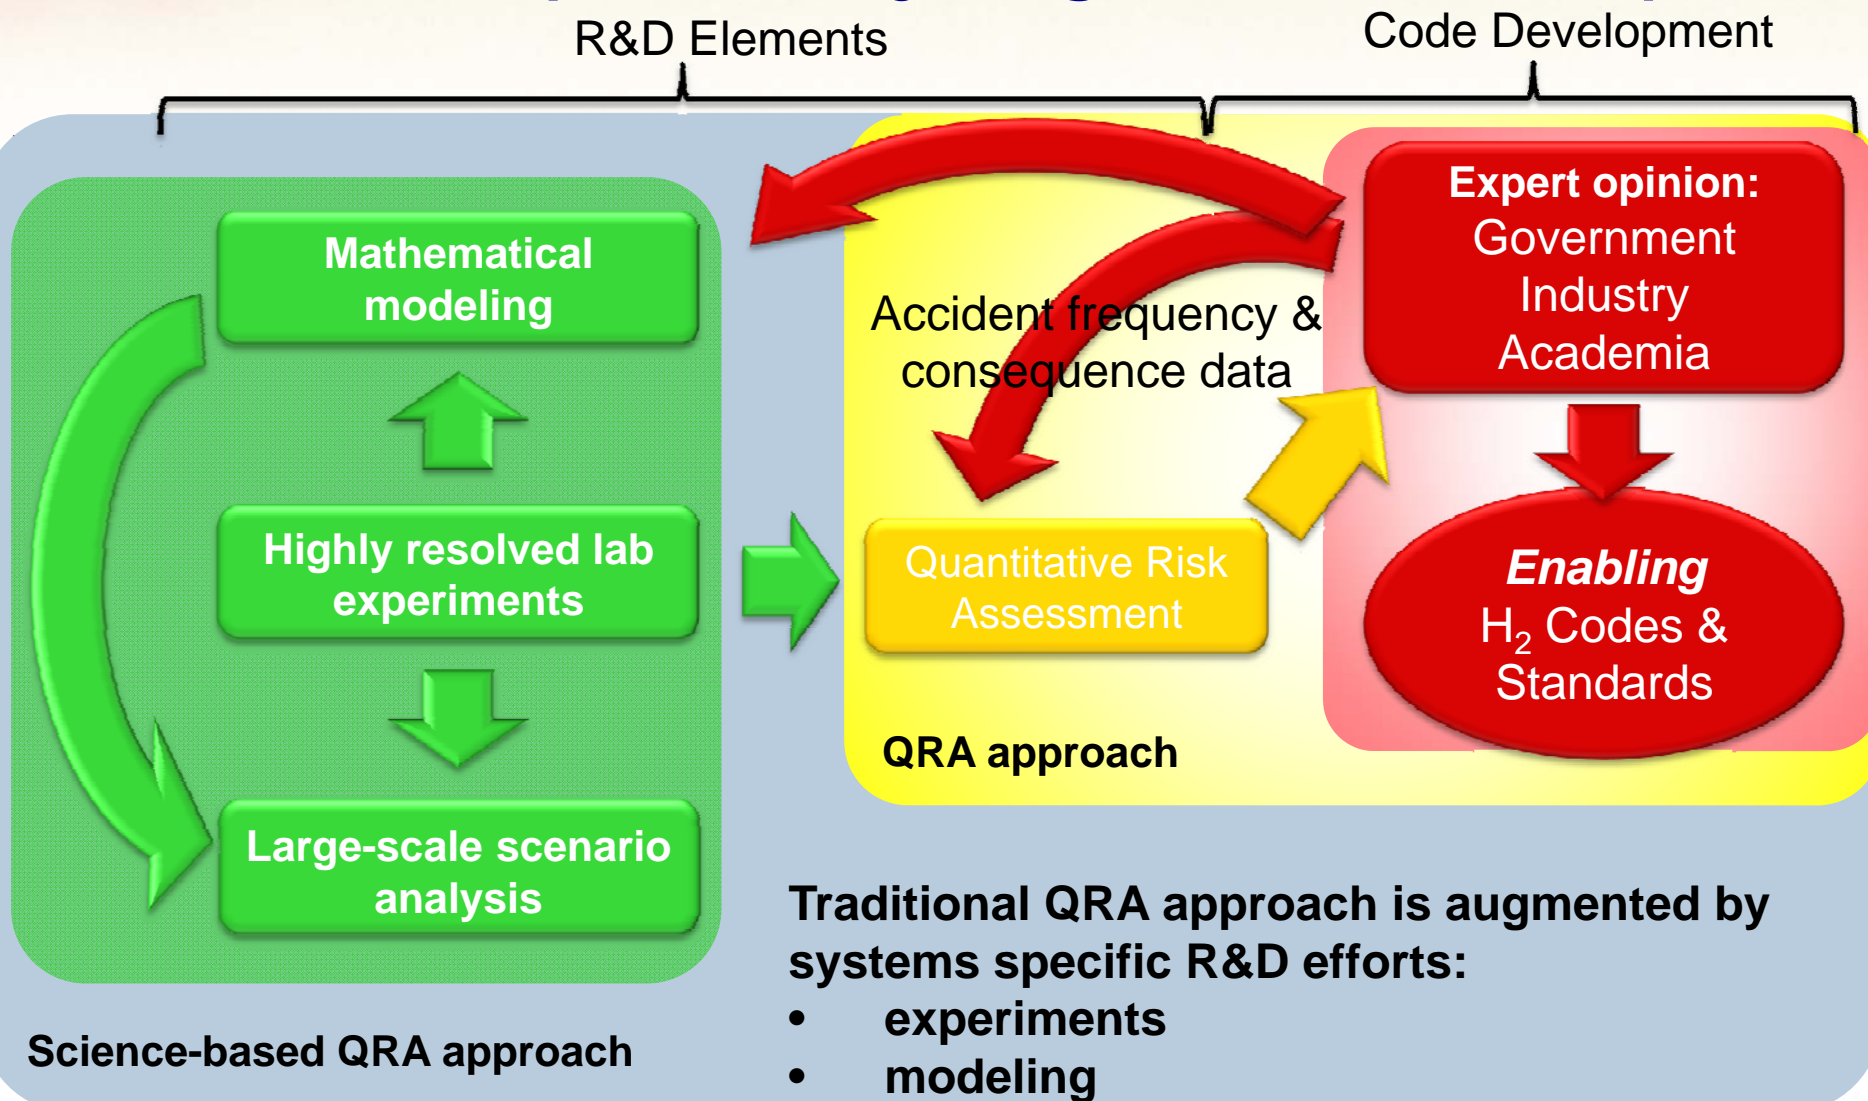 R&D Elements
Code Development
Mathematical
modeling
Highly resolved lab
experiments
Large-scale scenario
analysis
Science-based QRA approach
Accident frequency &
consequence data
Quantitative Risk
Assessment
QRA approach
Expert opinion:
Government
Industry
Academia
Enabling
H₂ Codes &
Standards
Traditional QRA approach is augmented by
systems specific R&D efforts:
• experiments
• modeling